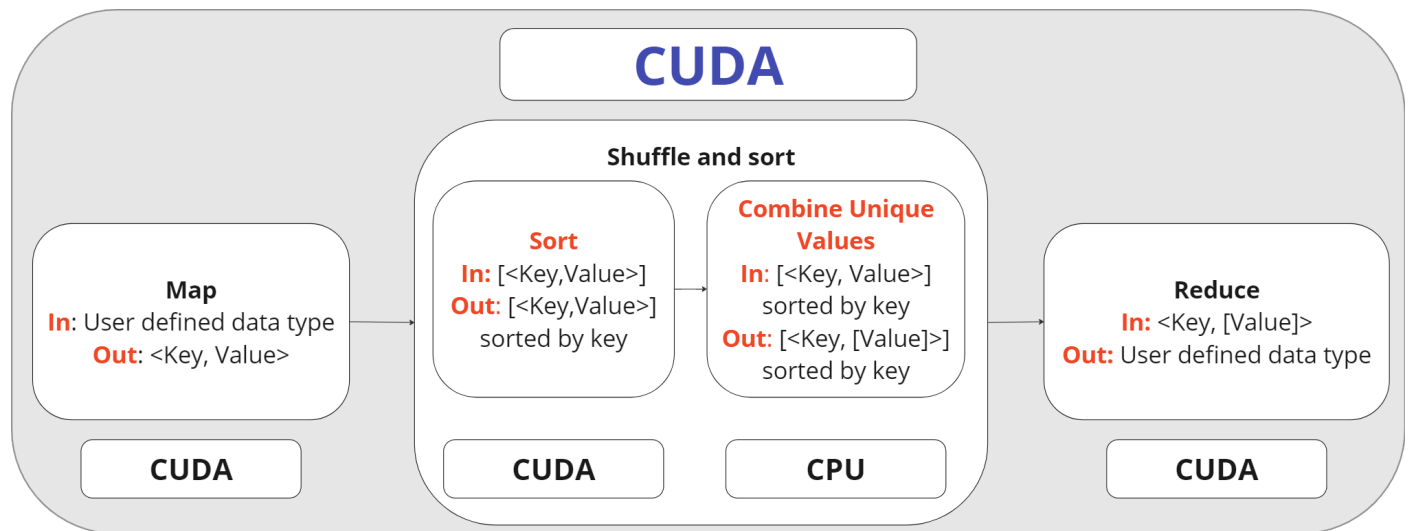 CUDA
Map
In: User defined data type
Out: <Key, Value>
CUDA
Shuffle and sort
Sort
In: [<Key,Value>]
Out: [<Key,Value>]
sorted by key
CUDA
Combine Unique
Values
In: [<Key, Value>]
sorted by key
Out: [<Key, [Value]>]
sorted by key
CPU
Reduce
In: <Key, [Value]>
Out: User defined data type
CUDA